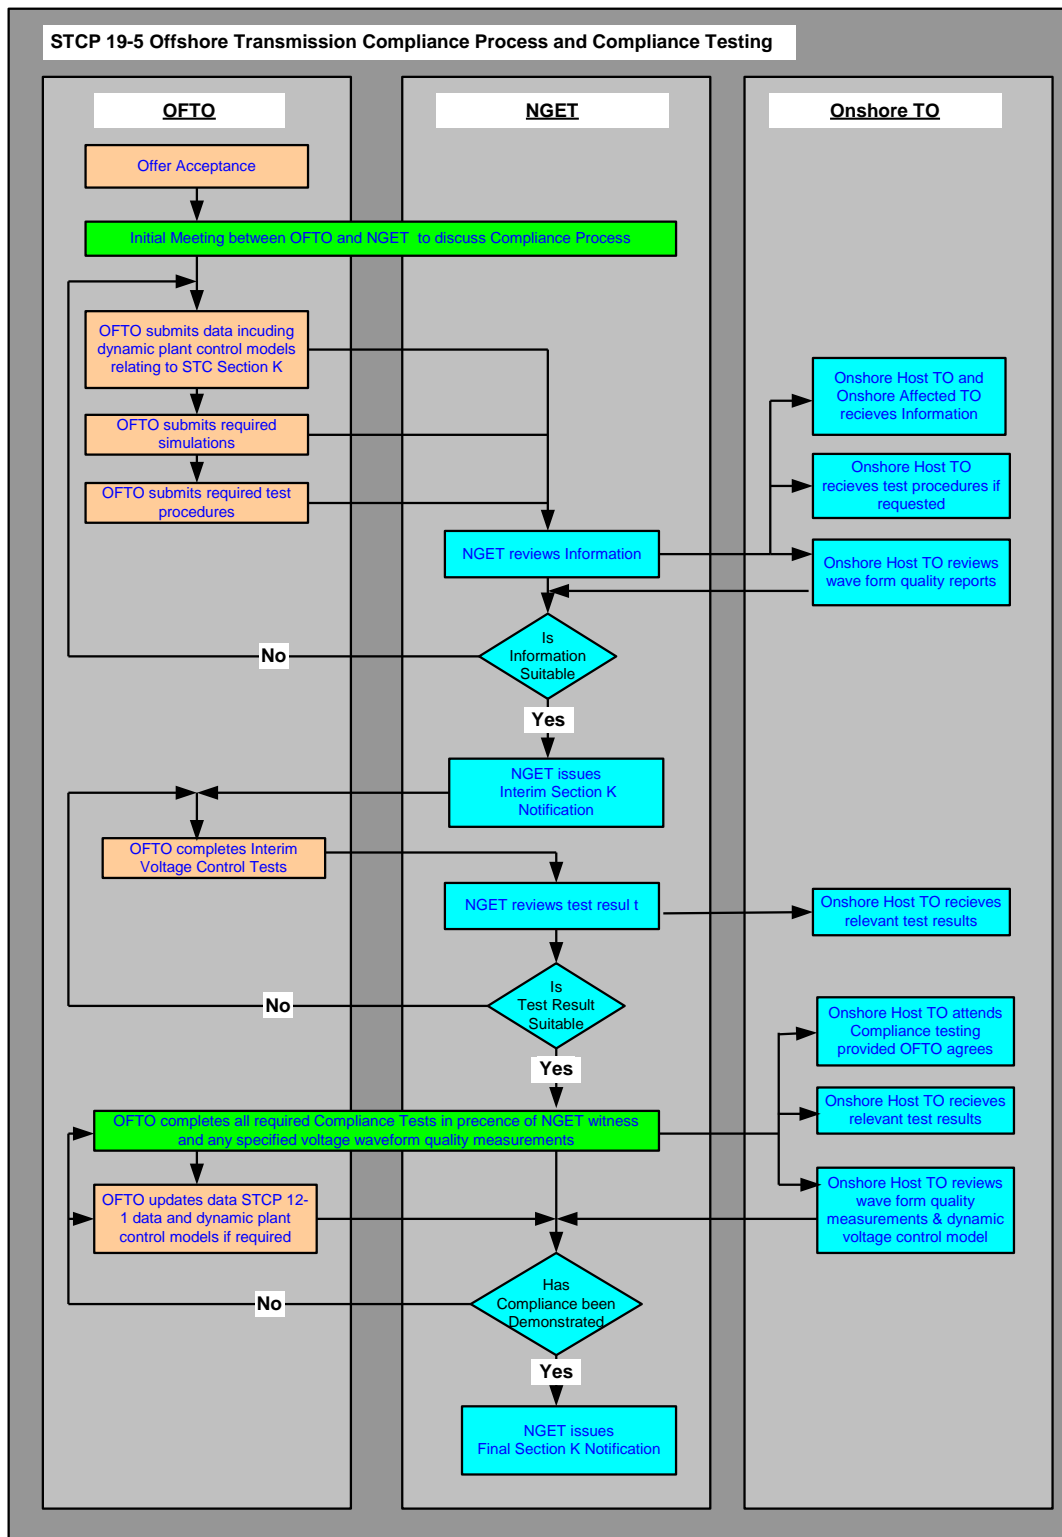 STCP 19-5 Offshore Transmission Compliance Process and Compliance Testing
OFTO
NGET
Onshore TO
Offer Acceptance
Initial Meeting between OFTO and NGET to discuss Compliance Process
OFTO submits data incuding
dynamic plant control models
relating to STC Section K
OFTO submits required
simulations
OFTO submits required test
procedures
NGET reviews Information
Onshore Host TO and
Onshore Affected TO
recieves Information
Onshore Host TO
recieves test procedures if
requested
Onshore Host TO reviews
wave form quality reports
Is
Information
Suitable
No
Yes
NGET issues
Interim Section K
Notification
OFTO completes Interim
Voltage Control Tests
NGET reviews test resul t
Onshore Host TO recieves
relevant test results
Is
Test Result
Suitable
No
Yes
Onshore Host TO attends
Compliance testing
provided OFTO agrees
OFTO completes all required Compliance Tests in precence of NGET witness
and any specified voltage waveform quality measurements
Onshore Host TO recieves
relevant test results
OFTO updates data STCP 12-
1 data and dynamic plant
control models if required
Onshore Host TO reviews
wave form quality
measurements & dynamic
voltage control model
Has
Compliance been
Demonstrated
No
Yes
NGET issues
Final Section K Notification